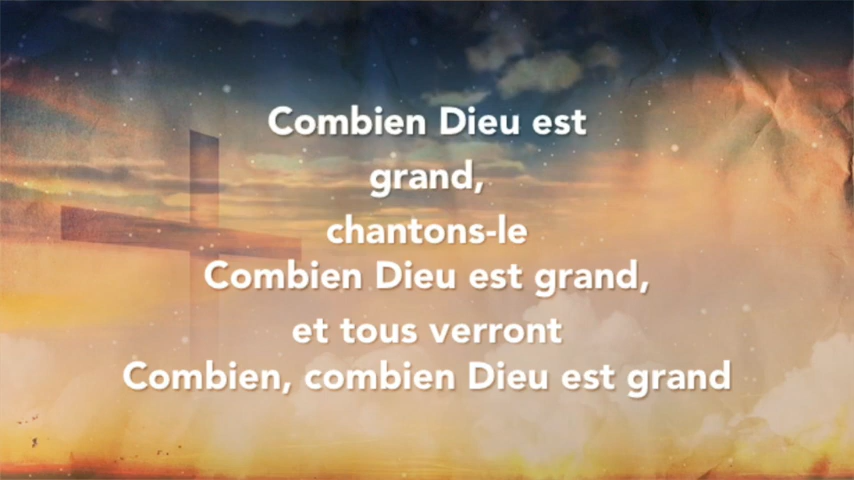 Combien Dieu est
grand,
chantons-le
Combien Dieu est grand,
et tous verront
Combien, combien Dieu est grand